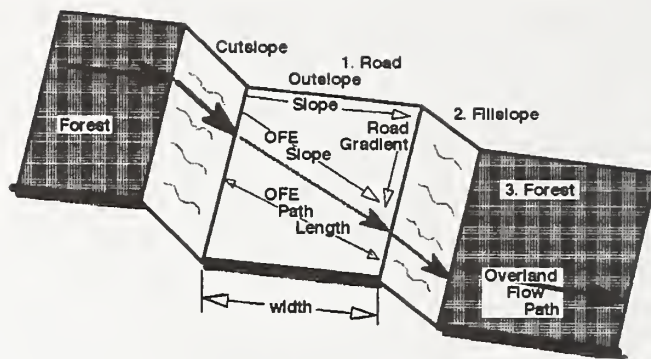 Cutslope
1. Road
Outslope
Slope
2. Fillslope
Road
Gradient
Forest
OFE
Slope
OFE
Path
Length
3. Forest
Overland
Flow
Path
width